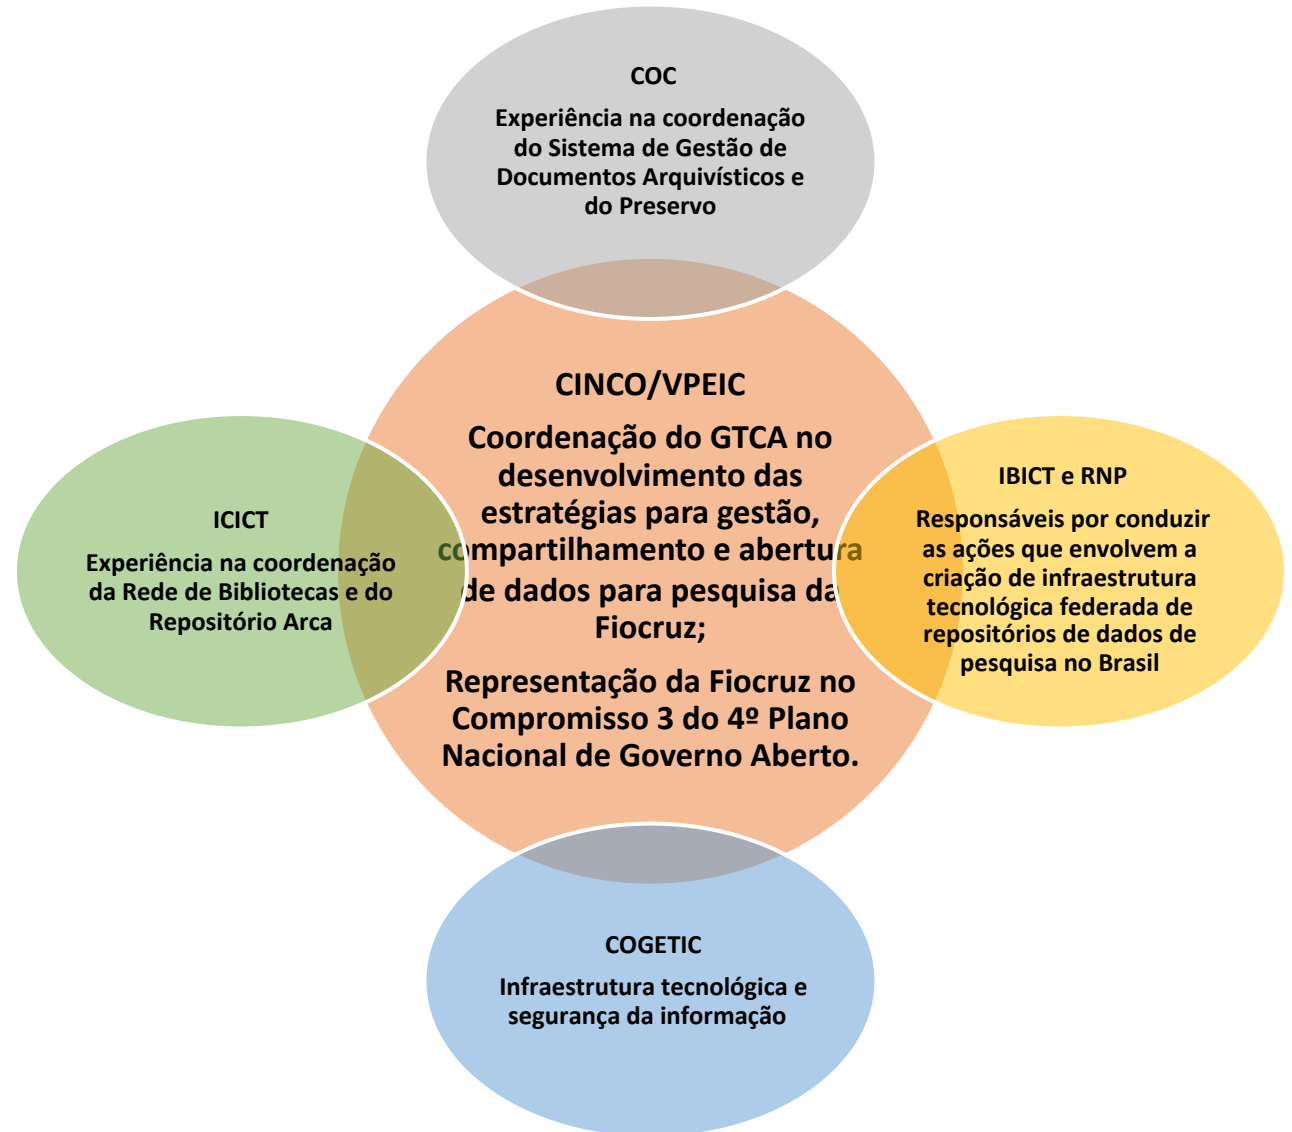 COC
Experiência na coordenação
do Sistema de Gestão de
Documentos Arquivísticos e
do Preservo
CINCO/VPEIC
Coordenação do GTCA no
desenvolvimento das
estratégias para gestão,
compartilhamento e abertura
de dados para pesquisa da
Fiocruz;
Representação da Fiocruz no
Compromisso 3 do 4º Plano
Nacional de Governo Aberto.
ICICT
Experiência na coordenação
da Rede de Bibliotecas e do
Repositório Arca
IBICT e RNP
Responsáveis por conduzir
as ações que envolvem a
criação de infraestrutura
tecnológica federada de
repositórios de dados de
pesquisa no Brasil
COGETIC
Infraestrutura tecnológica e
segurança da informação